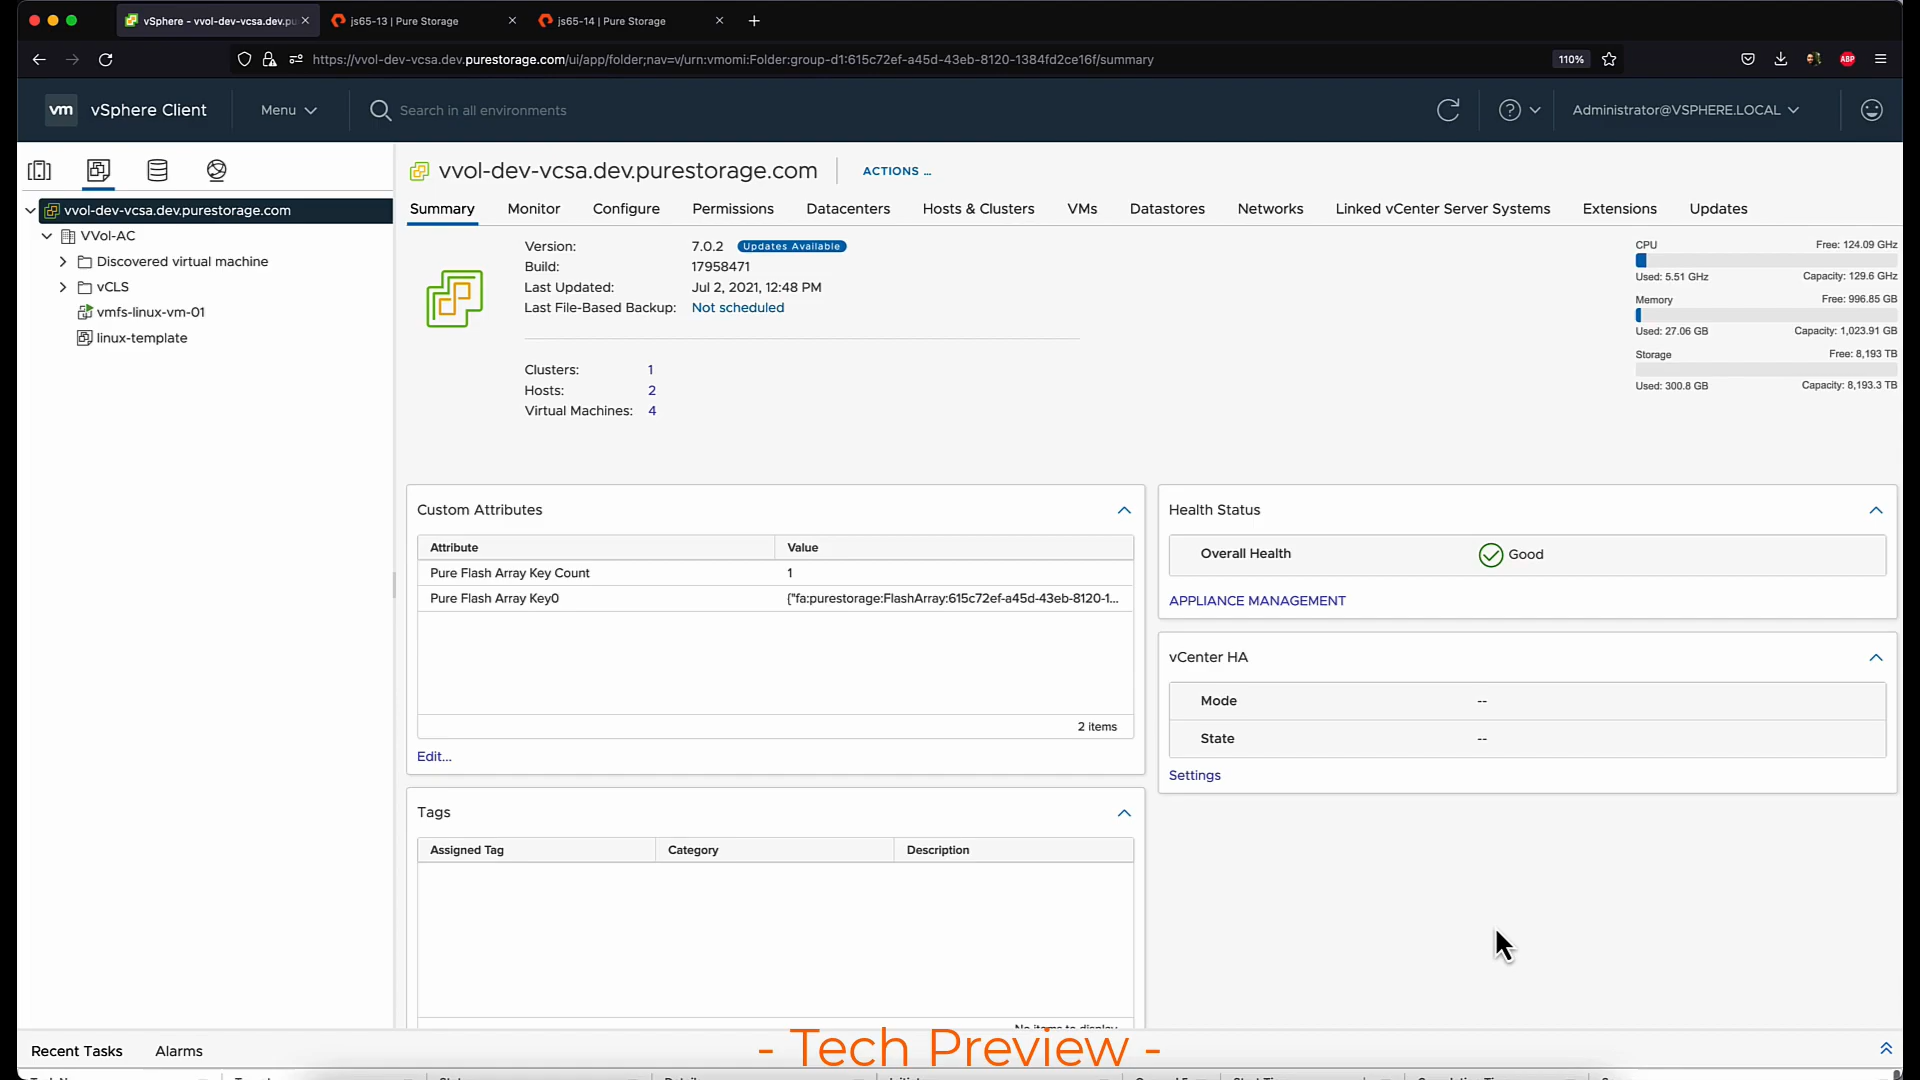 vSphere - vvol-dev-vcsa.dev.pu
js65-13 | Pure Storage
js65-14 | Pure Storage
https://vvol-dev-vcsa.dev.purestorage.com/ui/app/folder;nav=v/urn:vmomi:Folder:group-d1:615c72ef-a45d-43eb-8120-1384fd2ce16f/summary
110%
ABP
vm vSphere Client
Menu
Search in all environments
Administrator@VSPHERE.LOCAL
vvol-dev-vcsa.dev.purestorage.com
VVol-AC
Discovered virtual machine
vCLS
vmfs-linux-vm-01
linux-template
vvol-dev-vcsa.dev.purestorage.com
ACTIONS
Summary Monitor Configure Permissions Datacenters Hosts & Clusters VMs Datastores Networks Linked vCenter Server Systems Extensions Updates
Version: 7.0.2 Updates Available
Build: 17958471
Last Updated: Jul 2, 2021, 12:48 PM
Last File-Based Backup: Not scheduled
Clusters: 1
Hosts: 2
Virtual Machines: 4
CPU Free: 124.09 GHz
Used: 5.51 GHz Capacity: 129.6 GHz
Memory Free: 996.85 GB
Used: 27.06 GB Capacity: 1,023.91 GB
Storage Free: 8,193 TB
Used: 300.8 GB Capacity: 8,193.3 TB
Custom Attributes
Attribute Value
Pure Flash Array Key Count 1
Pure Flash Array Key0 {"fa:purestorage:FlashArray:615c72ef-a45d-43eb-8120-1...
2 items
Edit...
Tags
Assigned Tag Category Description
No items to display
Health Status
Overall Health Good
APPLIANCE MANAGEMENT
vCenter HA
Mode --
State --
Settings
Recent Tasks Alarms
- Tech Preview -